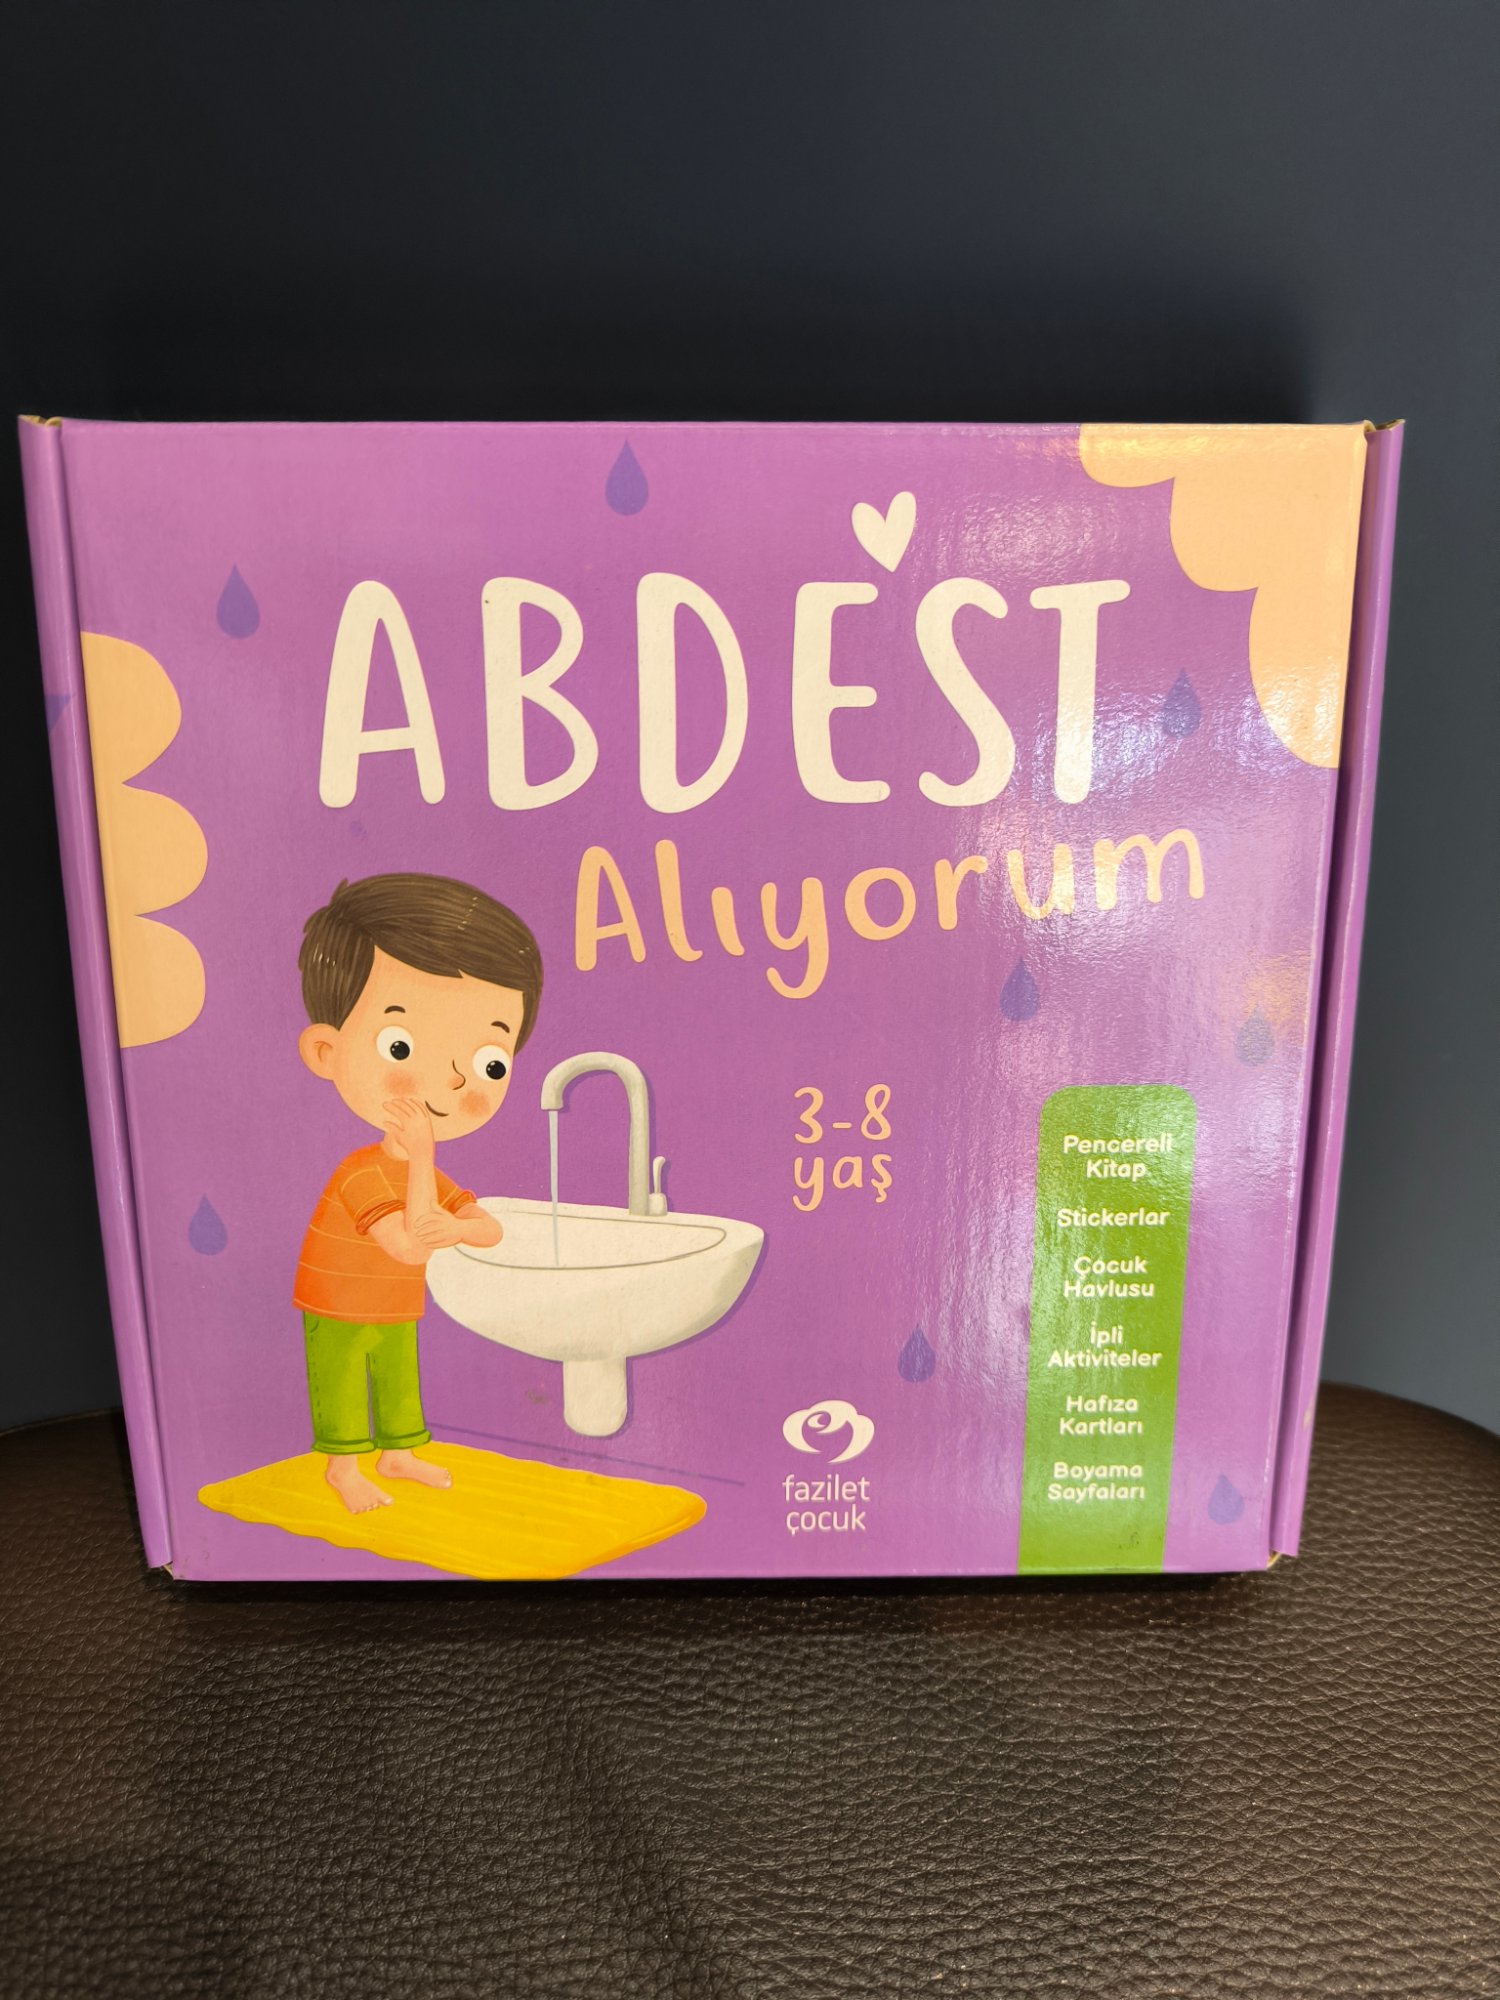 ABDEST
Alıyorum
3-8
yaş
Pencereli
Kitap
Stickerlar
Çocuk
Havlusu
İpli
Aktiviteler
Hafıza
Kartları
Boyama
Sayfaları
fazilet
çocuk